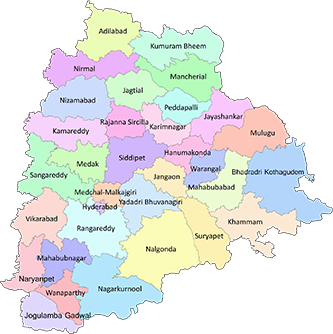 Adilabad
Kumuram Bheem
Nirmal
Mancherial
Nizamabad
Jagtial
Peddapalli
Jayashankar
Kamareddy
Rajanna Sircilla
Karimnagar
Mulugu
Hanumakonda
Siddipet
Medak
Warangal
Bhadradri Kothagudem
Sangareddy
Jangaon
Mahabubabad
Medchal-Malkajgiri
Yadadri Bhuvanagiri
Hyderabad
Vikarabad
Rangareddy
Khammam
Suryapet
Nalgonda
Mahabubnagar
Naryanpet
Wanaparthy
Nagarkurnool
Jogulamba Gadwal